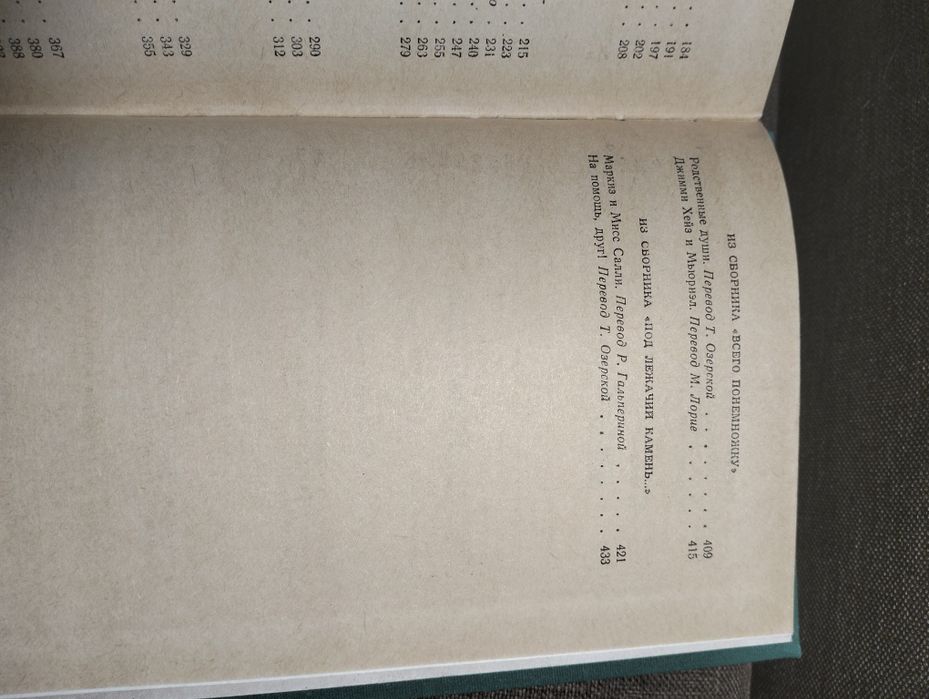 . . 184
. . 191
. . 197
. . 202
. . 208
. . 215
. . 223
. . 231
. . 240
. . 247
. . 255
. . 263
. . 279
. . 290
. . 303
. . 312
. . 329
. . 343
. . 355
. . 367
. . 380
. . 388
ИЗ СБОРНИКА «ВСЕГО ПОНЕМНОЖКУ»
Родственные души. Перевод Т. Озерской . . . . . . . 409
Джимми Хейз и Мьюриэл. Перевод М. Лорие . . . . . . 415
ИЗ СБОРНИКА «ПОД ЛЕЖАЧИЙ КАМЕНЬ...»
Маркиз и Мисс Салли. Перевод Р. Гальпериной . . . . . 421
На помощь, друг! Перевод Т. Озерской . . . . . . . 433